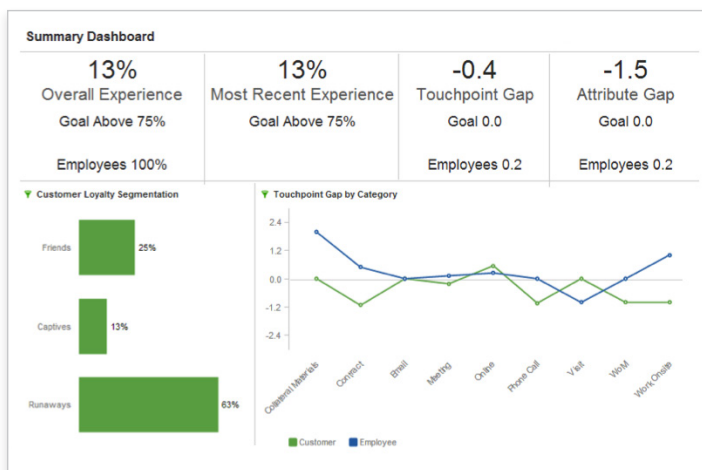 Summary Dashboard
13%
Overall Experience
Goal Above 75%
Employees 100%
13%
Most Recent Experience
Goal Above 75%
-0.4
Touchpoint Gap
Goal 0.0
Employees 0.2
-1.5
Attribute Gap
Goal 0.0
Employees 0.2
Customer Loyalty Segmentation
Friends
25%
Captives
13%
Runaways
63%
Touchpoint Gap by Category
2.4
1.2
0.0
-1.2
-2.4
Collateral Materials
Contract
Email
Meeting
Online
Phone Call
Visit
WoM
Work Onsite
Customer
Employee